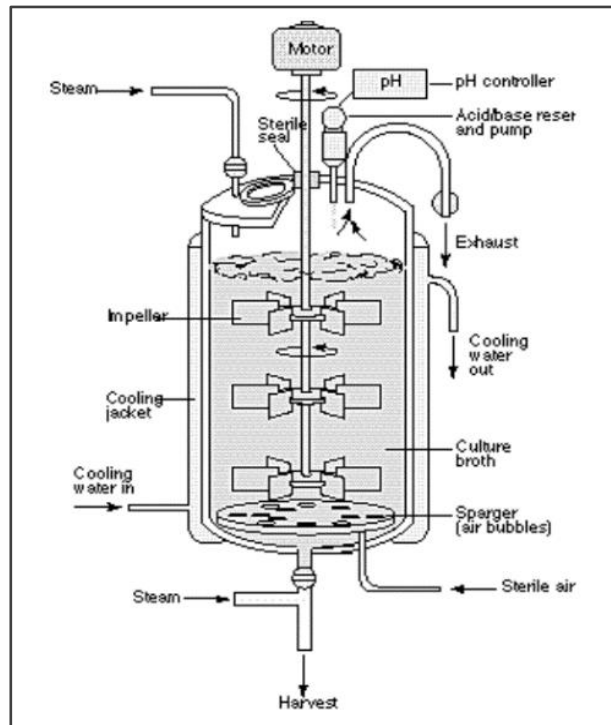 Motor
Steam
pH
pH controller
Sterile
seal
Acid/base reser
and pump
Exhaust
Impeller
Cooling
water
out
Cooling
jacket
Culture
broth
Cooling
water in
Sparger
(air bubbles)
Steam
Sterile air
Harvest